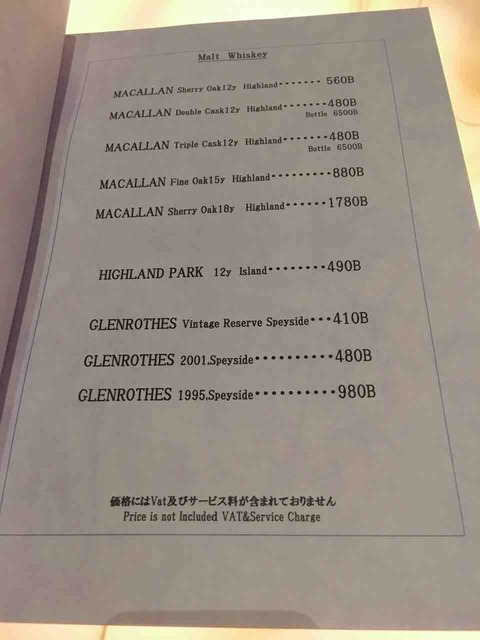 Malt Whiskey
MACALLAN Sherry Oak12y Highland・・・・・・・ 560B
MACALLAN Double Cask12y Highland・・・・・・・480B
Bottle 6500B
MACALLAN Triple Cask12y Highland・・・・・・・480B
Bottle 6500B
MACALLAN Fine Oak15y Highland・・・・・・・・・880B
MACALLAN Sherry Oak18y Highland・・・・・・1780B
HIGHLAND PARK 12y Island・・・・・・・・490B
GLENROTHES Vintage Reserve Speyside・・・410B
GLENROTHES 2001,Speyside・・・・・・・・・・480B
GLENROTHES 1995,Speyside・・・・・・・・・・980B
価格にはVat及びサービス料が含まれておりません
Price is not Included VAT&Service Charge